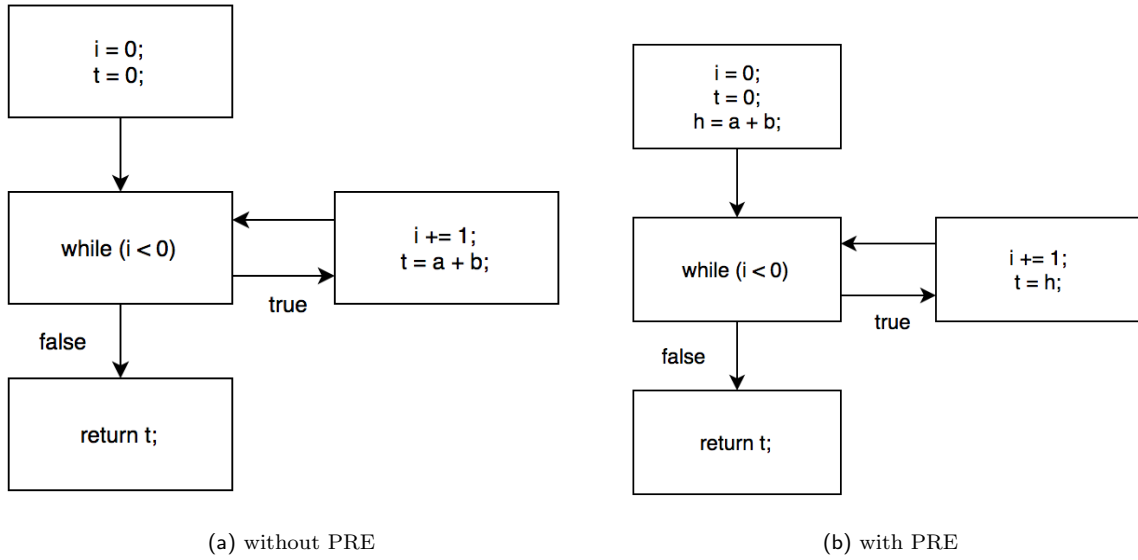 i = 0;
t = 0;
while (i < 0)
i += 1;
t = a + b;
true
false
return t;
(a) without PRE
i = 0;
t = 0;
h = a + b;
while (i < 0)
i += 1;
t = h;
true
false
return t;
(b) with PRE